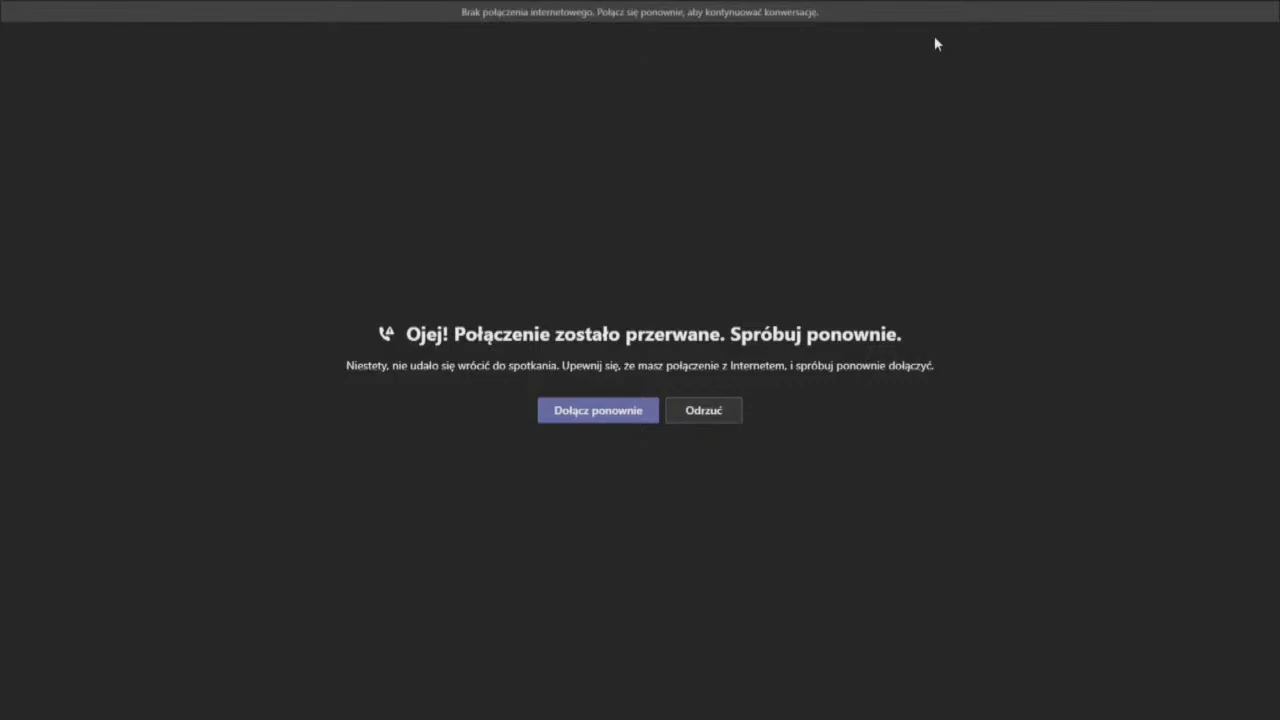 Brak połączenia internetowego. Połącz się ponownie, aby kontynuować konwersację.
Ojej! Połączenie zostało przerwane. Spróbuj ponownie.
Niestety, nie udało się wrócić do spotkania. Upewnij się, że masz połączenie z Internetem, i spróbuj ponownie dołączyć.
Dołącz ponownie
Odrzuć